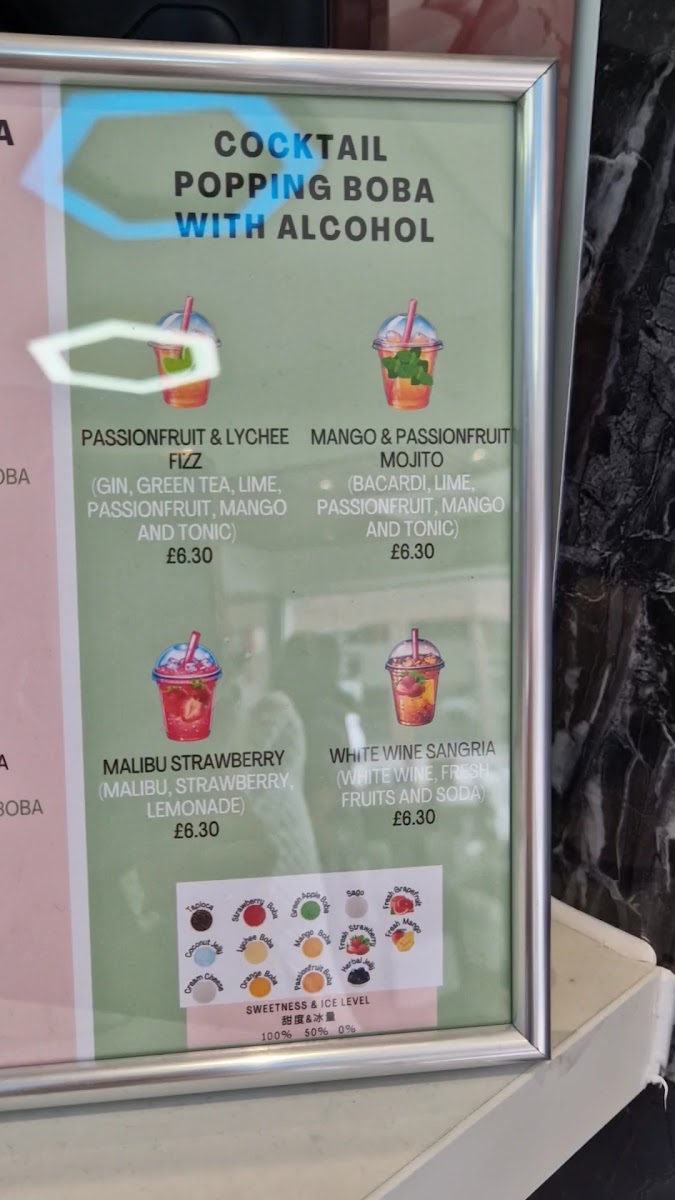 A
COCKTAIL
POPPING BOBA
WITH ALCOHOL
PASSIONFRUIT & LYCHEE
FIZZ
(GIN, GREEN TEA, LIME,
PASSIONFRUIT, MANGO
AND TONIC)
£6.30
MANGO & PASSIONFRUIT
MOJITO
(BACARDI, LIME,
PASSIONFRUIT, MANGO
AND TONIC)
£6.30
OBA
MALIBU STRAWBERRY
(MALIBU, STRAWBERRY,
LEMONADE)
£6.30
WHITE WINE SANGRIA
(WHITE WINE, FRESH
FRUITS AND SODA)
£6.30
A
BOBA
Tapioca
Strawberry Boba
Green Apple Boba
Sago
Fresh Grapefruit
Coconut Jelly
Lychee Boba
Mango Boba
Fresh Strawberry
Fresh Mango
Cream Cheese
Orange Boba
Passionfruit Boba
Herbal Jelly
SWEETNESS & ICE LEVEL
甜度&冰量
100% 50% 0%